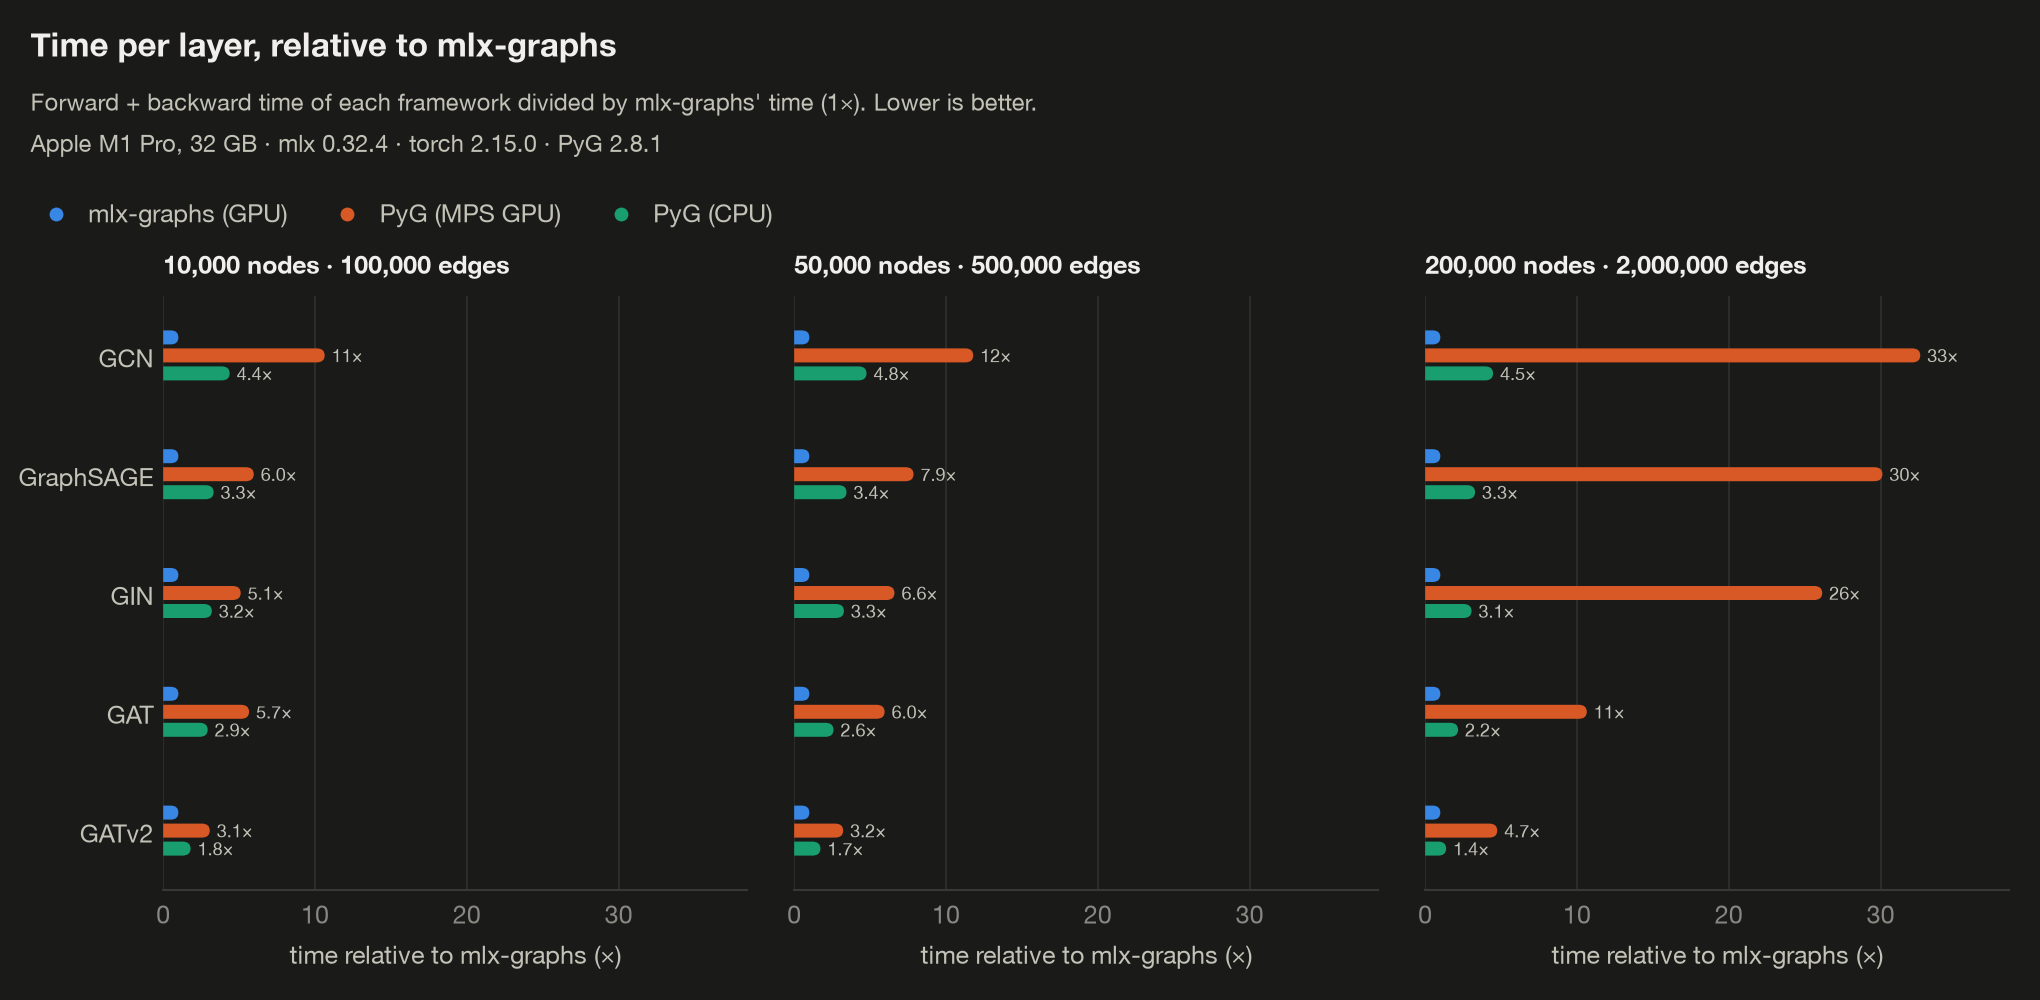 Time per layer, relative to mlx-graphs
Forward + backward time of each framework divided by mlx-graphs' time (1×). Lower is better.
Apple M1 Pro, 32 GB · mlx 0.32.4 · torch 2.15.0 · PyG 2.8.1
mlx-graphs (GPU) PyG (MPS GPU) PyG (CPU)
10,000 nodes · 100,000 edges
GCN
11×
4.4×
GraphSAGE
6.0×
3.3×
GIN
5.1×
3.2×
GAT
5.7×
2.9×
GATv2
3.1×
1.8×
0 10 20 30
time relative to mlx-graphs (×)
50,000 nodes · 500,000 edges
12×
4.8×
7.9×
3.4×
6.6×
3.3×
6.0×
2.6×
3.2×
1.7×
0 10 20 30
time relative to mlx-graphs (×)
200,000 nodes · 2,000,000 edges
33×
4.5×
30×
3.3×
26×
3.1×
11×
2.2×
4.7×
1.4×
0 10 20 30
time relative to mlx-graphs (×)